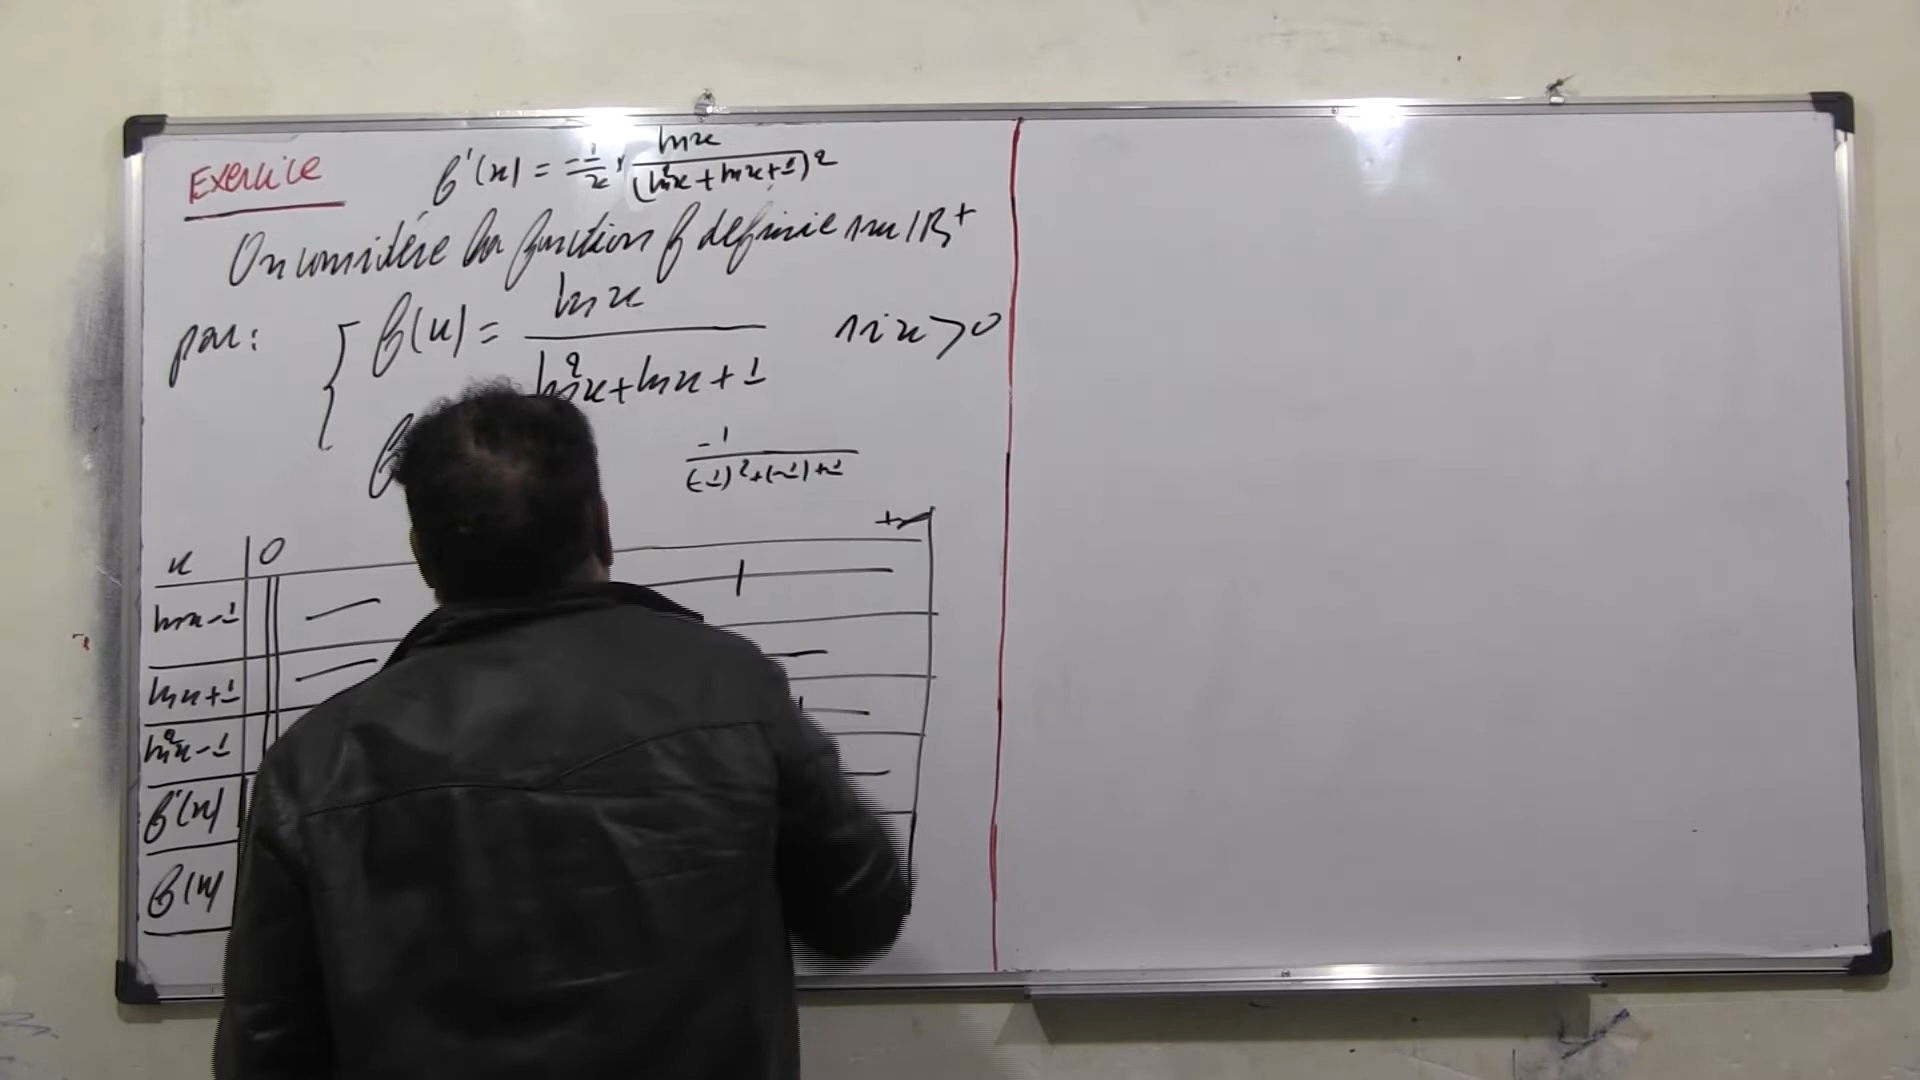 Exercice
f'(x) = -1/x × ln x / (ln²x + ln x + 1)²
On considère la fonction f définie sur IR+
par : { f(x) = ln x / (ln²x + ln x + 1) si x > 0
f
-1 / ((-1)² + (-1) + 1)
x 0 +∞
ln x - 1 — |
ln x + 1 —
ln²x - 1
f'(x)
f(x)